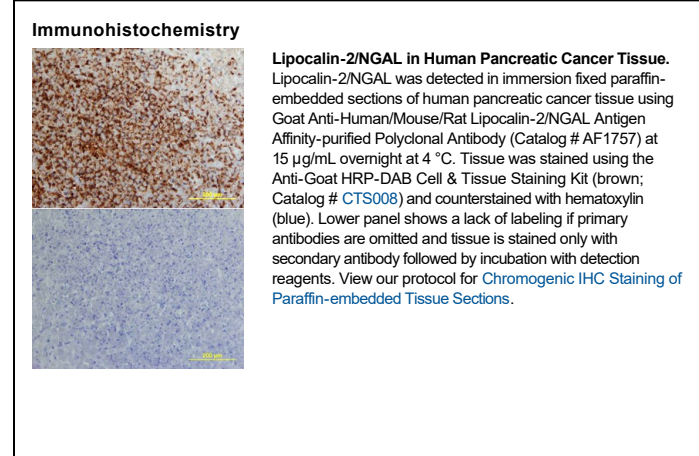 Immunohistochemistry
Lipocalin-2/NGAL in Human Pancreatic Cancer Tissue.
Lipocalin-2/NGAL was detected in immersion fixed paraffin-
embedded sections of human pancreatic cancer tissue using
Goat Anti-Human/Mouse/Rat Lipocalin-2/NGAL Antigen
Affinity-purified Polyclonal Antibody (Catalog # AF1757) at
15 µg/mL overnight at 4 °C. Tissue was stained using the
Anti-Goat HRP-DAB Cell & Tissue Staining Kit (brown;
Catalog # CTS008) and counterstained with hematoxylin
(blue). Lower panel shows a lack of labeling if primary
antibodies are omitted and tissue is stained only with
secondary antibody followed by incubation with detection
reagents. View our protocol for Chromogenic IHC Staining of
Paraffin-embedded Tissue Sections.
200 µm